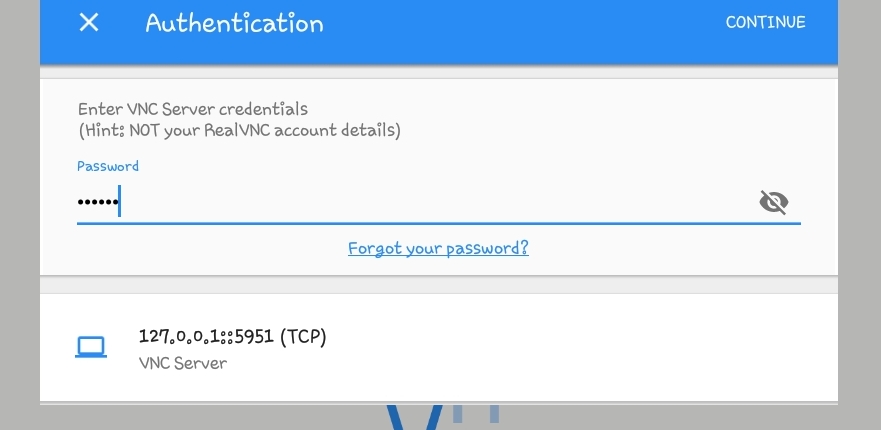 Authentication
CONTINUE
Enter VNC Server credentials
(Hint: NOT your RealVNC account details)
Password
••••••
Forgot your password?
127.0.0.1::5951 (TCP)
VNC Server